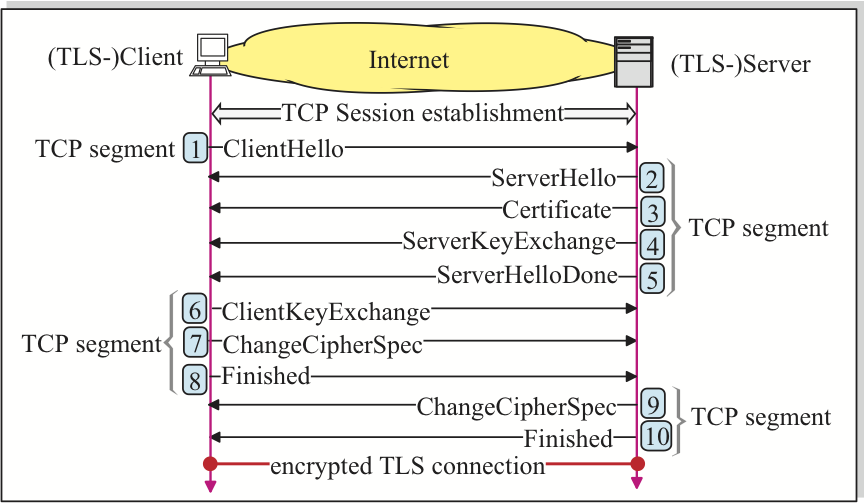 (TLS-)Client
Internet
(TLS-)Server
TCP Session establishment
TCP segment 1 ClientHello
ServerHello 2
Certificate 3
TCP segment
ServerKeyExchange 4
ServerHelloDone 5
6 ClientKeyExchange
TCP segment 7 ChangeCipherSpec
8 Finished
ChangeCipherSpec 9
TCP segment
Finished 10
encrypted TLS connection